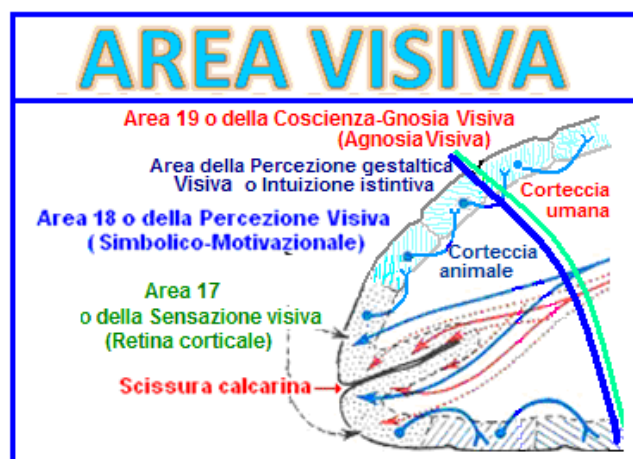 AREA VISIVA
Area 19 o della Coscienza-Gnosia Visiva
(Agnosia Visiva)
Area della Percezione gestaltica
Visiva o Intuizione istintiva
Corteccia
umana
Area 18 o della Percezione Visiva
(Simbolico-Motivazionale)
Corteccia
animale
Area 17
o della Sensazione visiva
(Retina corticale)
Scissura calcarina